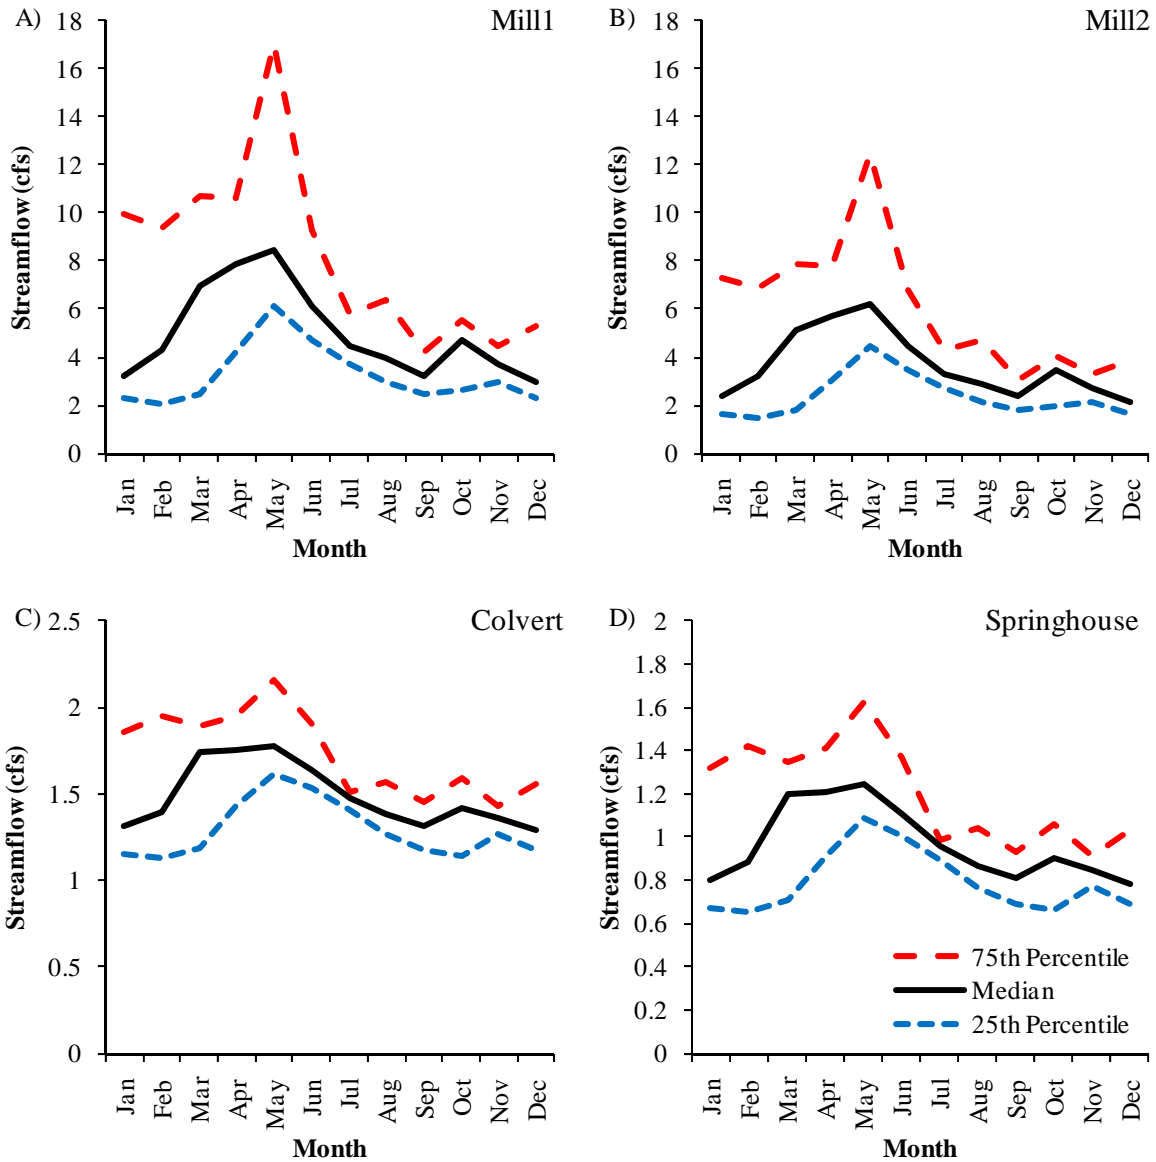 A)
Mill1
Streamflow (cfs)
18
16
14
12
10
8
6
4
2
0
Jan
Feb
Mar
Apr
May
Jun
Jul
Aug
Sep
Oct
Nov
Dec
Month
B)
Mill2
Streamflow (cfs)
18
16
14
12
10
8
6
4
2
0
Jan
Feb
Mar
Apr
May
Jun
Jul
Aug
Sep
Oct
Nov
Dec
Month
C)
Colvert
Streamflow (cfs)
2.5
2
1.5
1
0.5
0
Jan
Feb
Mar
Apr
May
Jun
Jul
Aug
Sep
Oct
Nov
Dec
Month
D)
Springhouse
Streamflow (cfs)
2
1.8
1.6
1.4
1.2
1
0.8
0.6
0.4
0.2
0
75th Percentile
Median
25th Percentile
Jan
Feb
Mar
Apr
May
Jun
Jul
Aug
Sep
Oct
Nov
Dec
Month